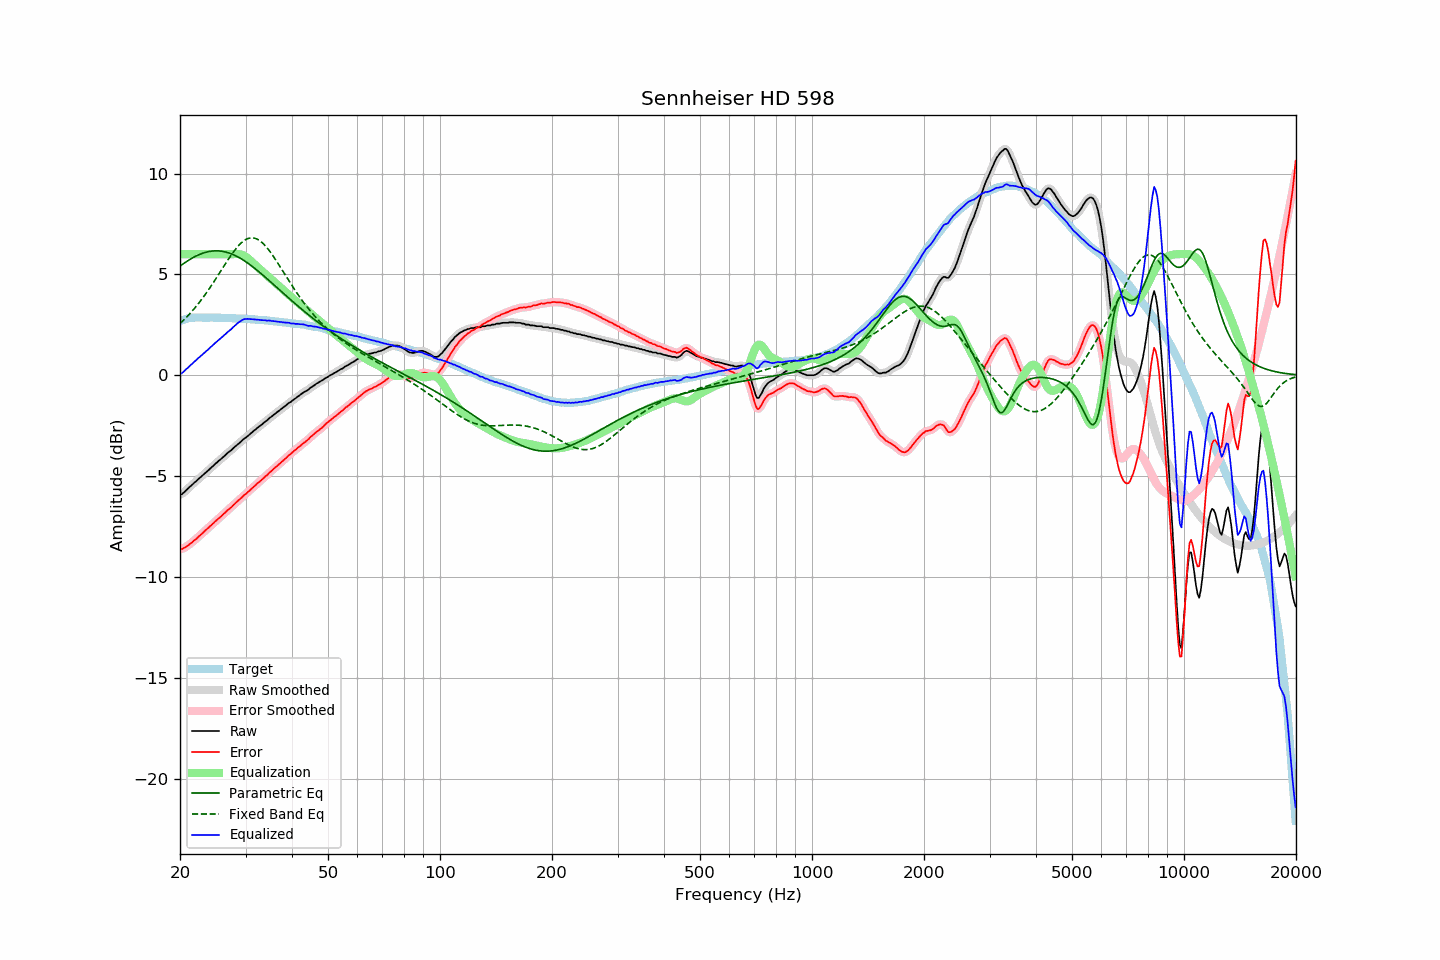 Sennheiser HD 598
10
5
0
−5
−10
−15
−20
Amplitude (dBr)
Target
Raw Smoothed
Error Smoothed
Raw
Error
Equalization
Parametric Eq
Fixed Band Eq
Equalized
20 50 100 200 500 1000 2000 5000 10000 20000
Frequency (Hz)